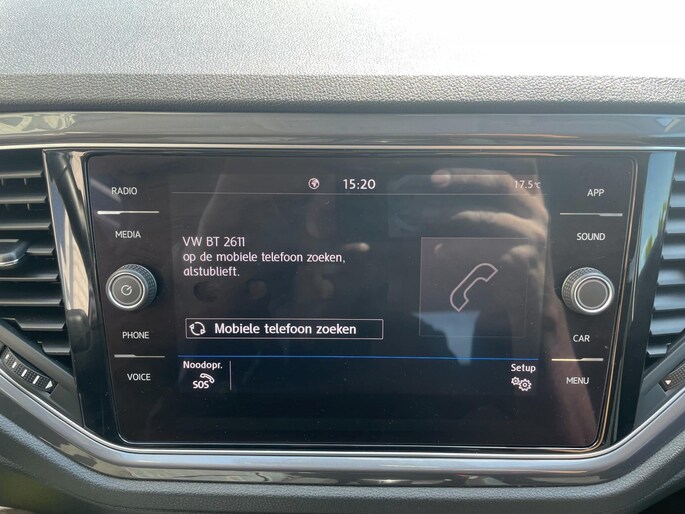 RADIO
MEDIA
PHONE
VOICE
15:20
17.5°C
VW BT 2611
op de mobiele telefoon zoeken,
alstublieft.
Mobiele telefoon zoeken
Noodopr.
SOS
Setup
APP
SOUND
CAR
MENU